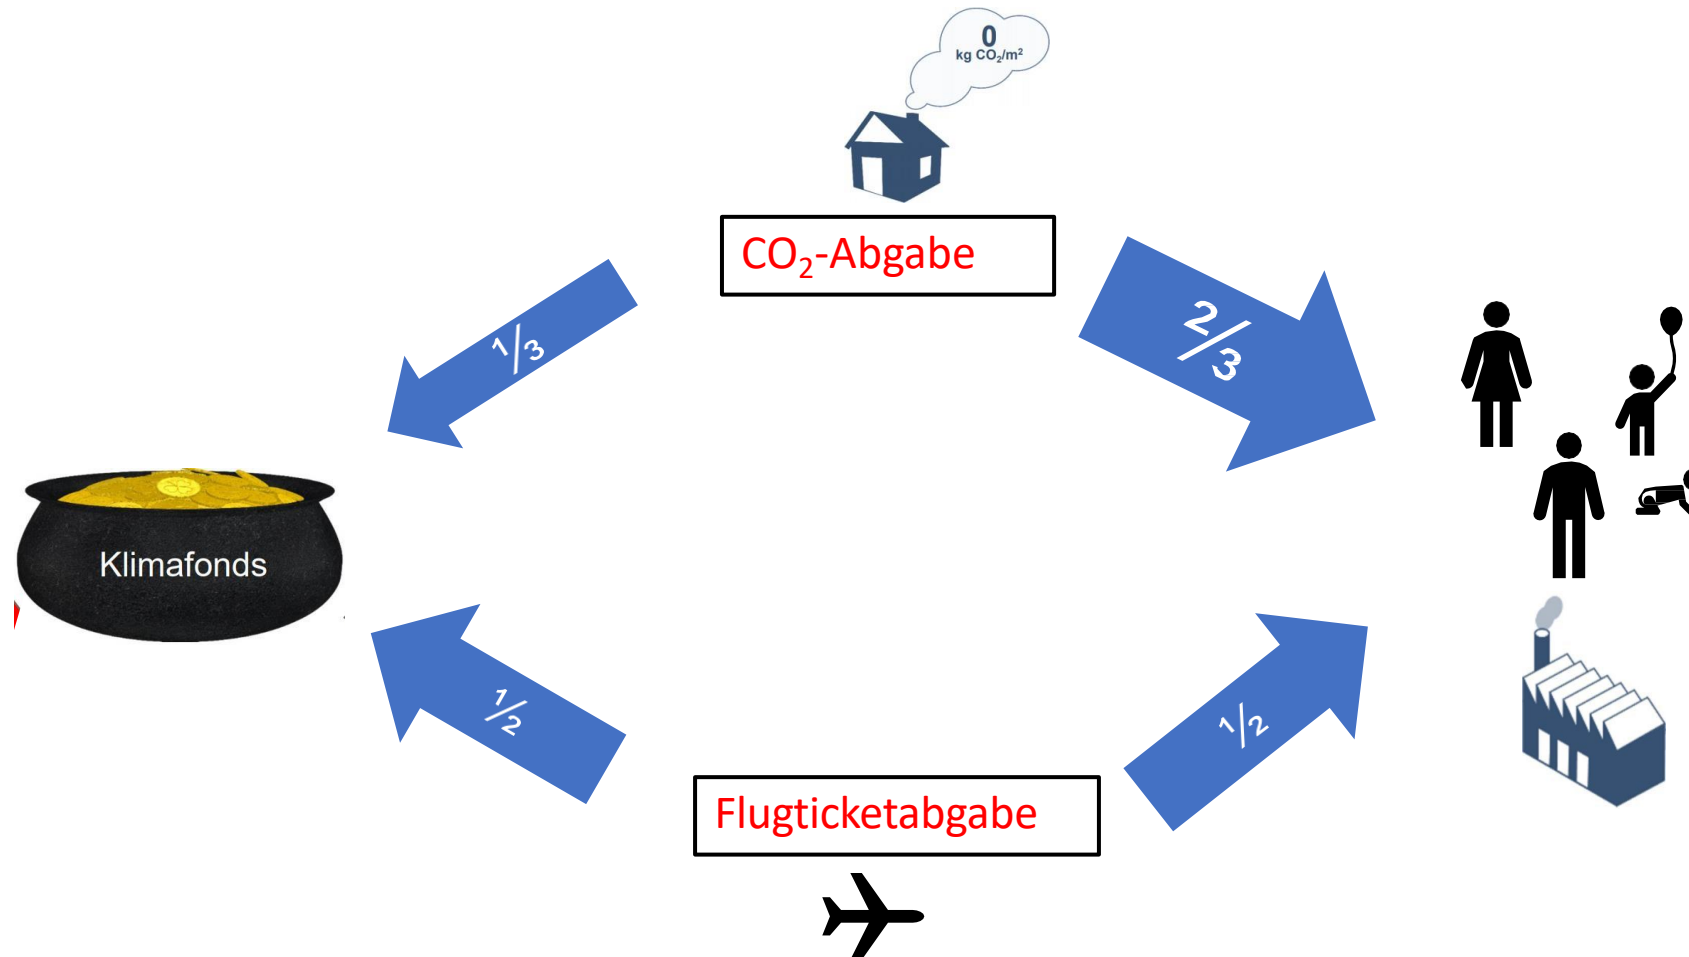 0
kg CO₂/m²
CO₂-Abgabe
1/3
2/3
Klimafonds
1/2
1/2
Flugticketabgabe